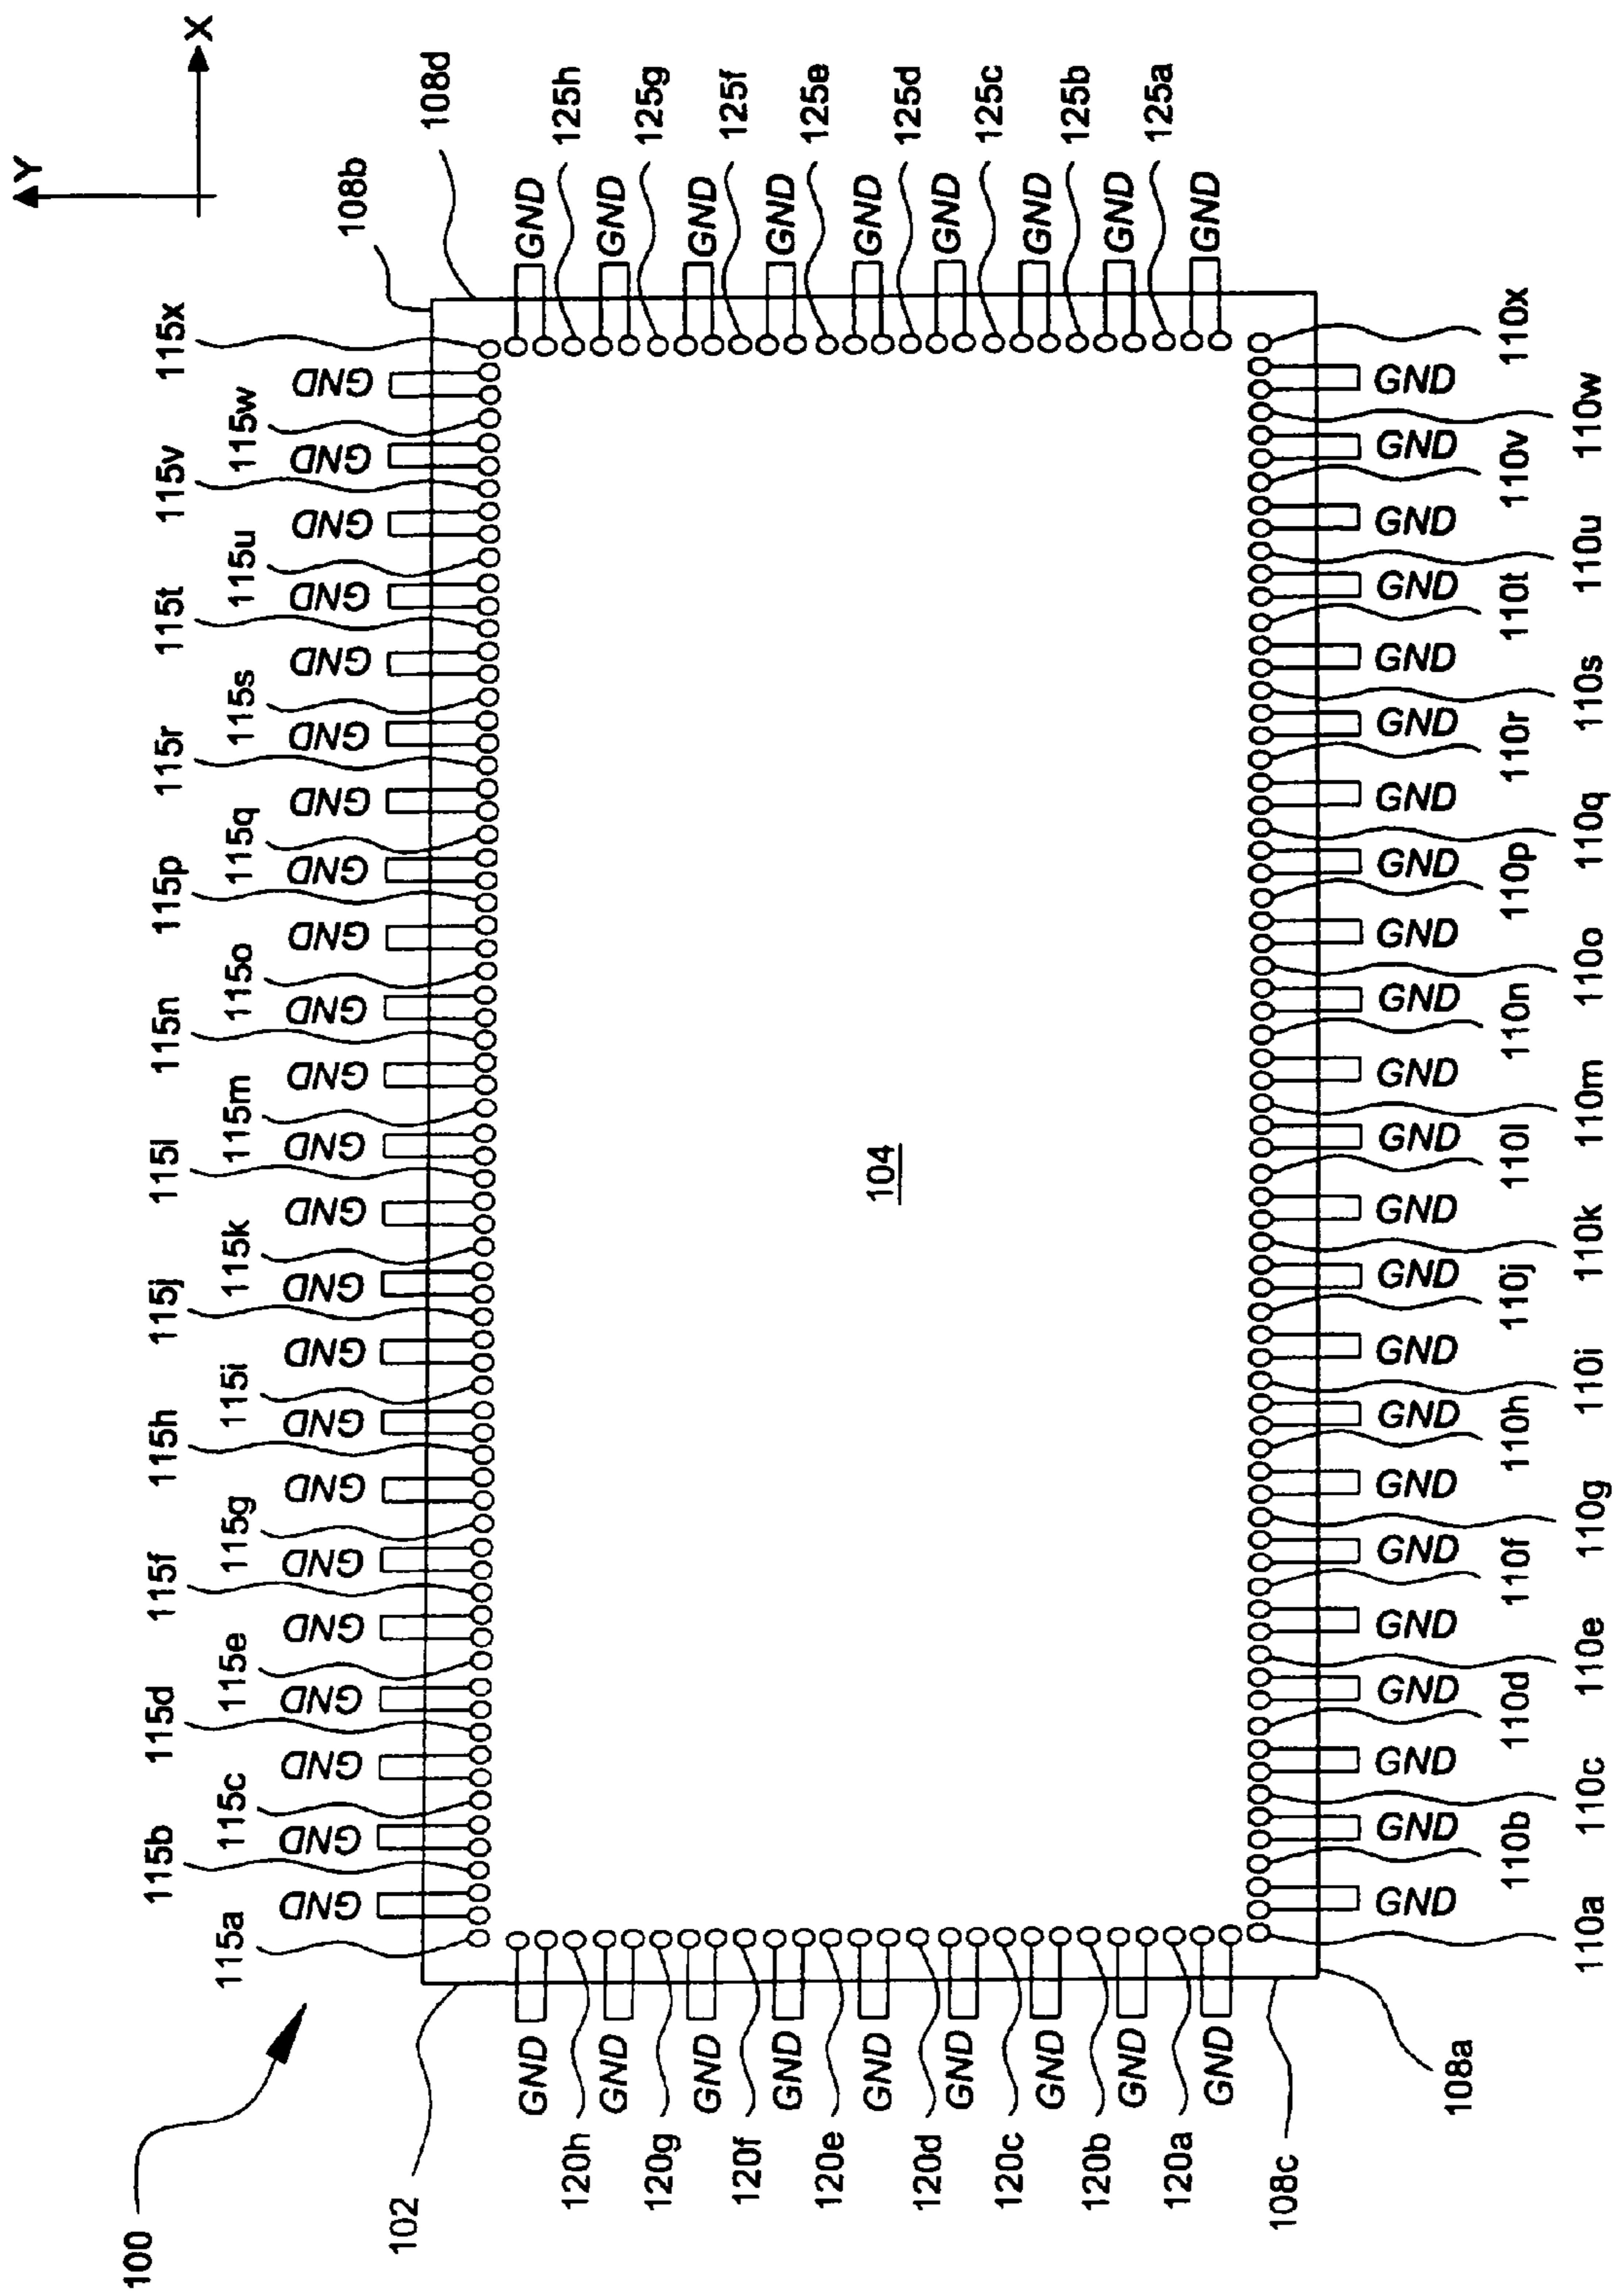 Y
100
115b 115d 115f 115h 115j 115l 115n 115p 115r 115t 115v 115x
X
115a 115c 115e 115g 115i 115k 115m 115o 115q 115s 115u 115w
GND GND GND GND GND GND GND GND GND GND GND GND GND GND GND GND GND GND GND GND GND GND GND
108b
102
108d
GND GND
120h 125h
GND GND
120g 125g
GND GND
120f 125f
GND GND
120e 125e
GND GND
104
120d 125d
GND GND
120c 125c
GND GND
120b 125b
GND GND
120a 125a
GND GND
108c
GND GND GND GND GND GND GND GND GND GND GND GND GND GND GND GND GND GND GND GND GND GND GND
108a
110b 110d 110f 110h 110j 110l 110n 110p 110r 110t 110v 110x
110a 110c 110e 110g 110i 110k 110m 110o 110q 110s 110u 110w